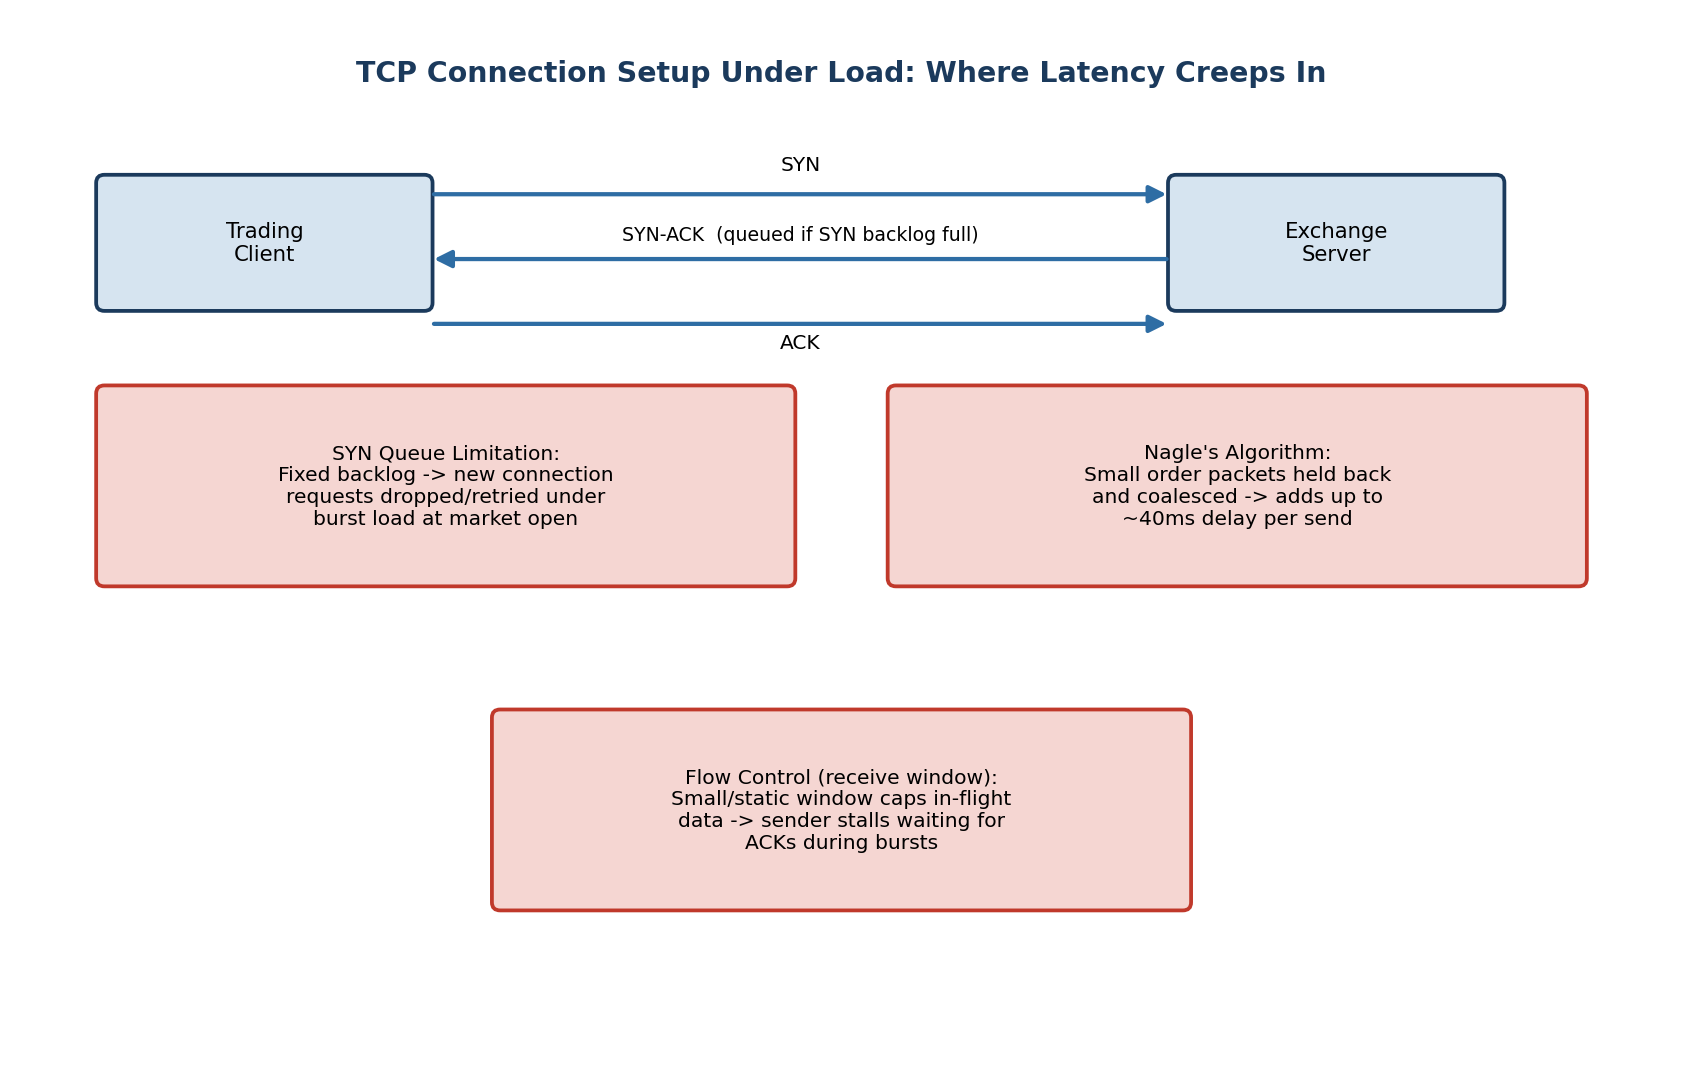 TCP Connection Setup Under Load: Where Latency Creeps In
SYN
Trading
Client
SYN-ACK  (queued if SYN backlog full)
Exchange
Server
ACK
SYN Queue Limitation:
Fixed backlog -> new connection
requests dropped/retried under
burst load at market open
Nagle's Algorithm:
Small order packets held back
and coalesced -> adds up to
~40ms delay per send
Flow Control (receive window):
Small/static window caps in-flight
data -> sender stalls waiting for
ACKs during bursts